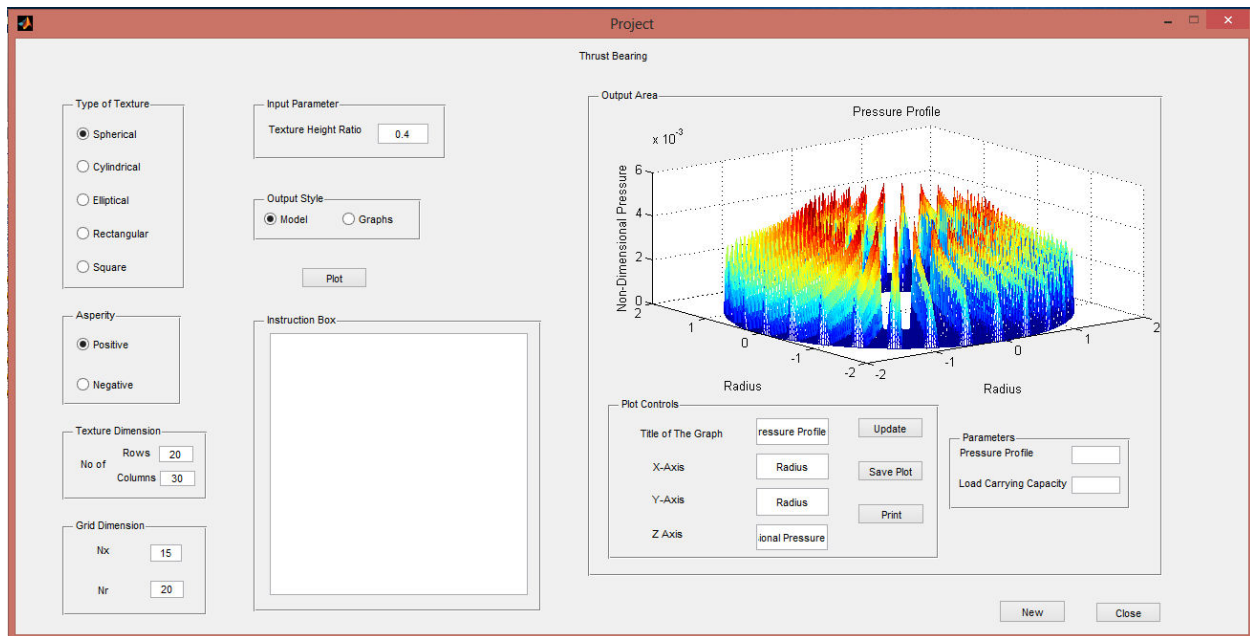 Project
Thrust Bearing
Type of Texture
Spherical
Cylindrical
Elliptical
Rectangular
Square
Asperity
Positive
Negative
Texture Dimension
No of
Rows 20
Columns 30
Grid Dimension
Nx 15
Nr 20
Input Parameter
Texture Height Ratio 0.4
Output Style
Model Graphs
Plot
Instruction Box
Output Area
Pressure Profile
x 10⁻³
Non-Dimensional Pressure
6
4
2
0
2
1
0
-1
-2
Radius
-2
-1
0
1
2
Radius
Plot Controls
Title of The Graph ressure Profile Update
X-Axis Radius Save Plot
Y-Axis Radius Print
Z Axis ional Pressure
Parameters
Pressure Profile
Load Carrying Capacity
New Close